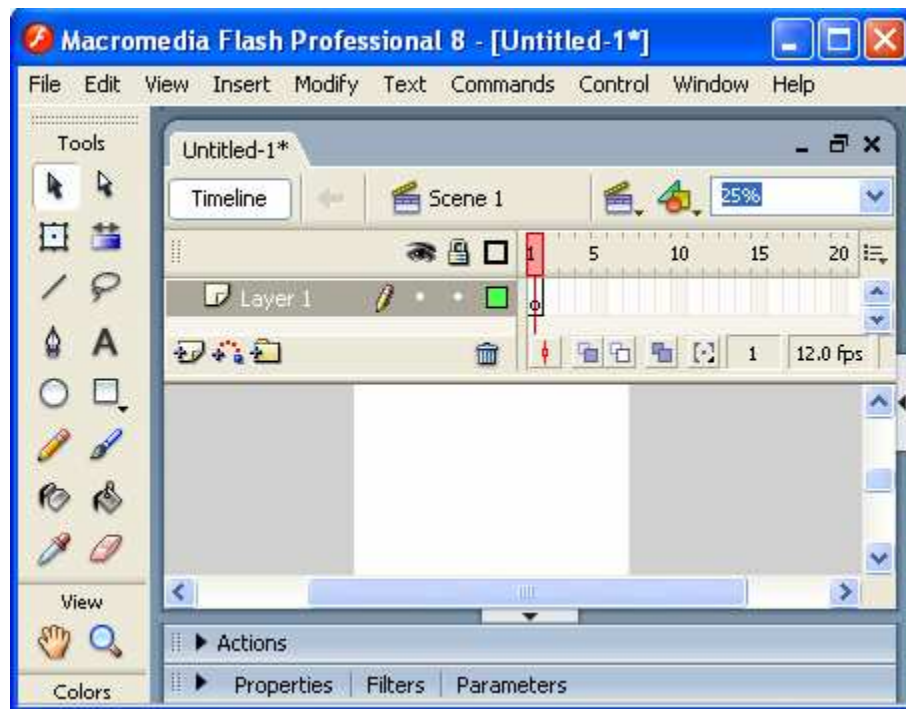 Macromedia Flash Professional 8 - [Untitled-1*]
File Edit View Insert Modify Text Commands Control Window Help
Tools
Untitled-1*
Timeline Scene 1 25%
1 5 10 15 20
Layer 1
A
1 12.0 fps
View
Actions
Properties Filters Parameters
Colors